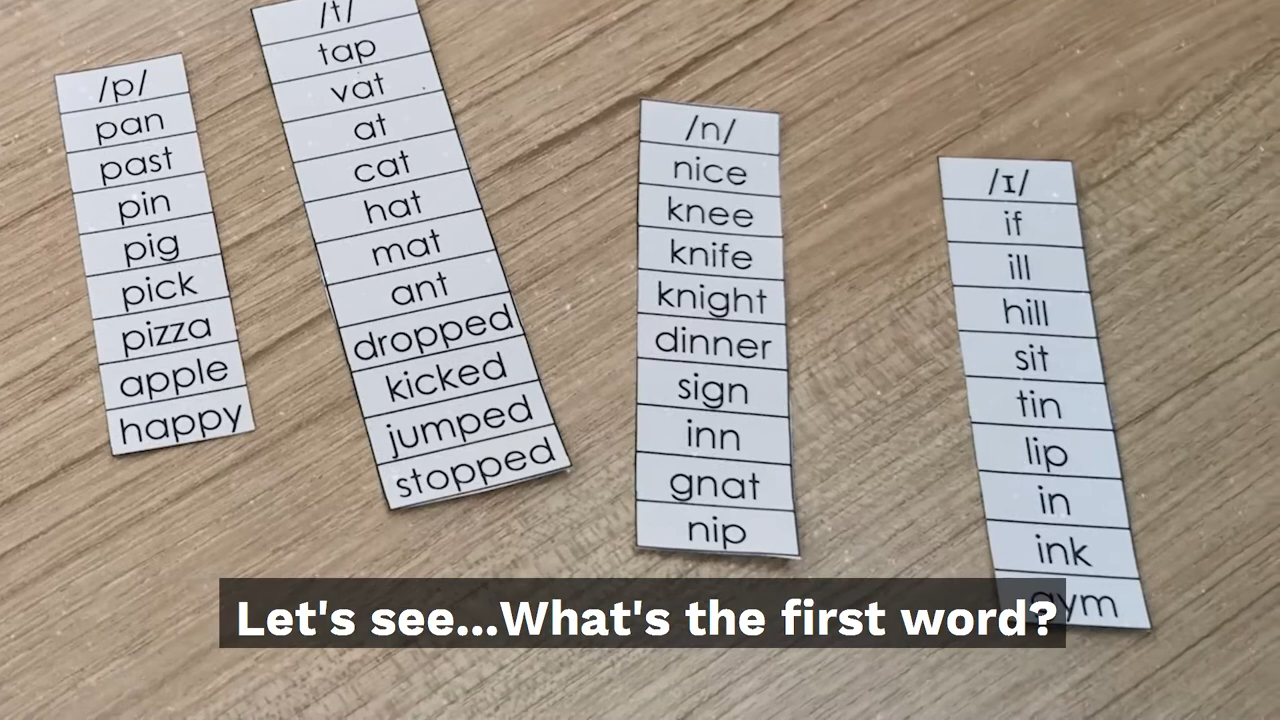 /p/
pan
past
pin
pig
pick
pizza
apple
happy
/t/
tap
vat
at
cat
hat
mat
ant
dropped
kicked
jumped
stopped
/n/
nice
knee
knife
knight
dinner
sign
inn
gnat
nip
/ɪ/
if
ill
hill
sit
tin
lip
in
ink
gym
Let's see...What's the first word?